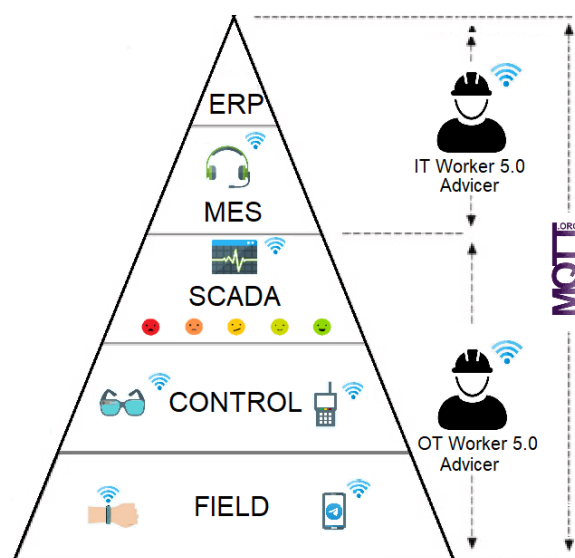 ERP
MES
SCADA
CONTROL
FIELD
IT Worker 5.0
Advicer
OT Worker 5.0
Advicer
MQTT
.ORG